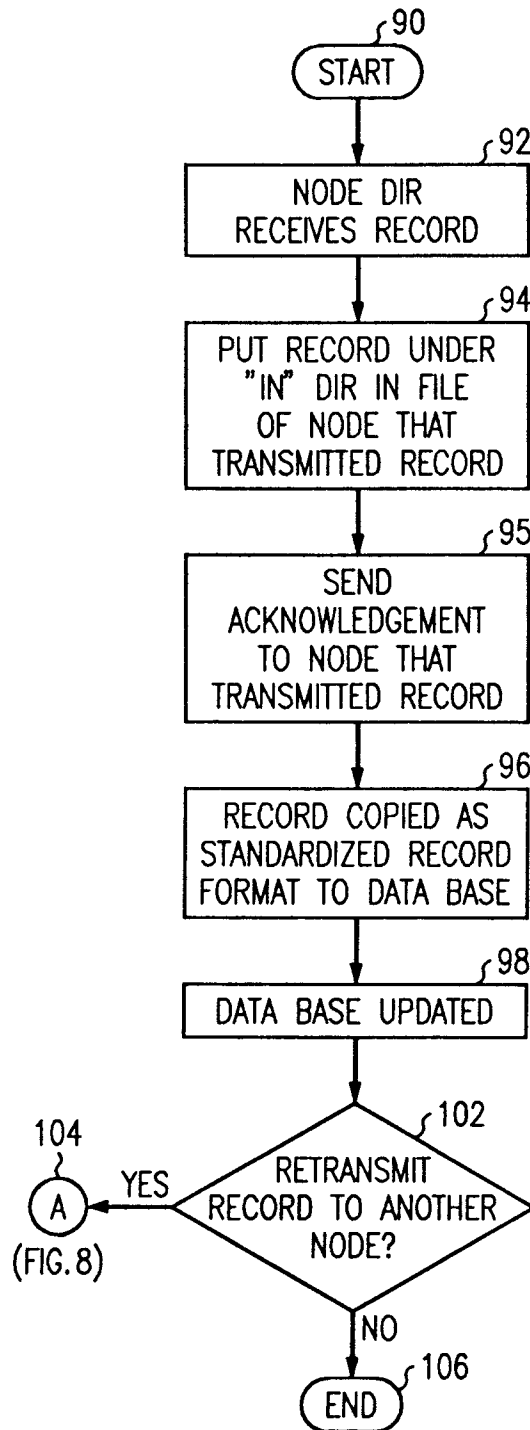 90
START
92
NODE DIR
RECEIVES RECORD
94
PUT RECORD UNDER
"IN" DIR IN FILE
OF NODE THAT
TRANSMITTED RECORD
95
SEND
ACKNOWLEDGEMENT
TO NODE THAT
TRANSMITTED RECORD
96
RECORD COPIED AS
STANDARDIZED RECORD
FORMAT TO DATA BASE
98
DATA BASE UPDATED
102
RETRANSMIT
RECORD TO ANOTHER
NODE?
YES
104
A
(FIG.8)
NO
106
END